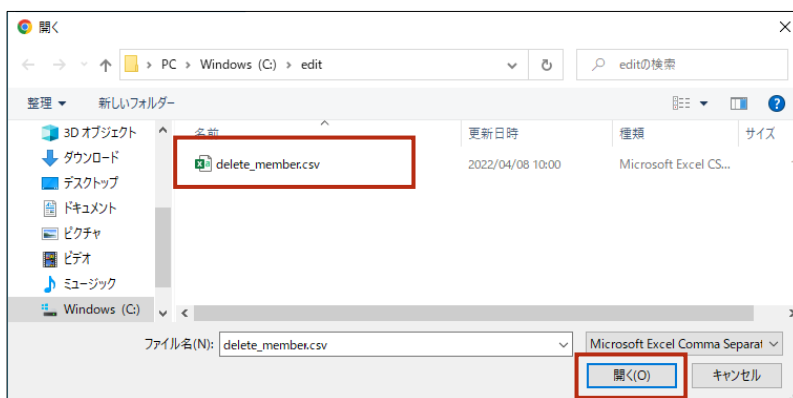 開く
PC > Windows (C:) > edit
editの検索
整理 新しいフォルダー
名前 更新日時 種類 サイズ
3D オブジェクト
ダウンロード
デスクトップ
ドキュメント
ピクチャ
ビデオ
ミュージック
Windows (C:)
delete_member.csv 2022/04/08 10:00 Microsoft Excel CS...
ファイル名(N): delete_member.csv Microsoft Excel Comma Separat
開く(O) キャンセル